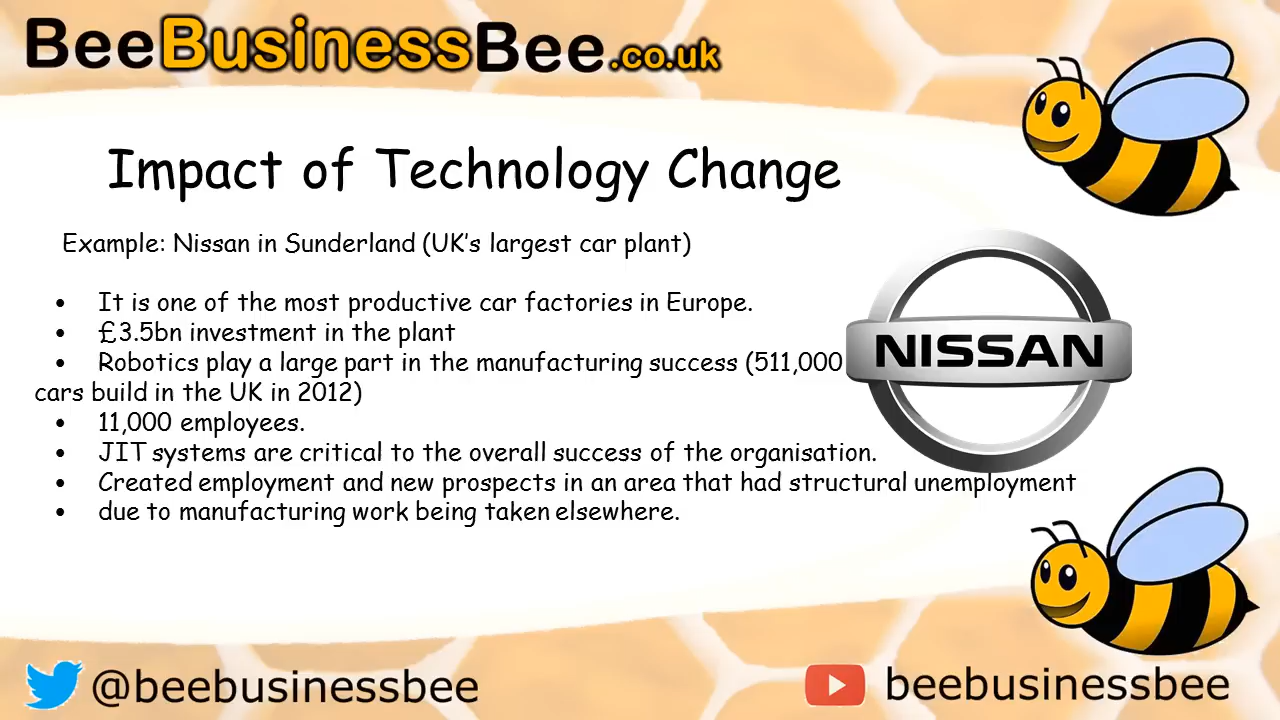 BeeBusinessBee.co.uk
Impact of Technology Change
Example: Nissan in Sunderland (UK's largest car plant)
• It is one of the most productive car factories in Europe.
• £3.5bn investment in the plant
• Robotics play a large part in the manufacturing success (511,000
cars build in the UK in 2012)
• 11,000 employees.
• JIT systems are critical to the overall success of the organisation.
• Created employment and new prospects in an area that had structural unemployment
• due to manufacturing work being taken elsewhere.
NISSAN
@beebusinessbee
beebusinessbee